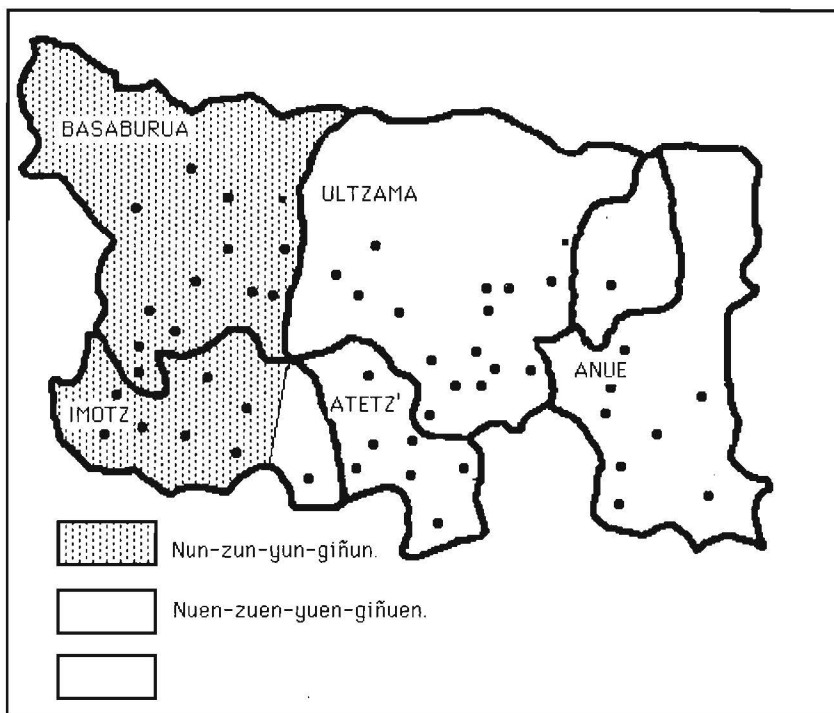 BASABURUA
ULTZAMA
ANUE
ATETZ'
IMOTZ
Nun-zun-yun-giñun.
Nuen-zuen-yuen-giñuen.